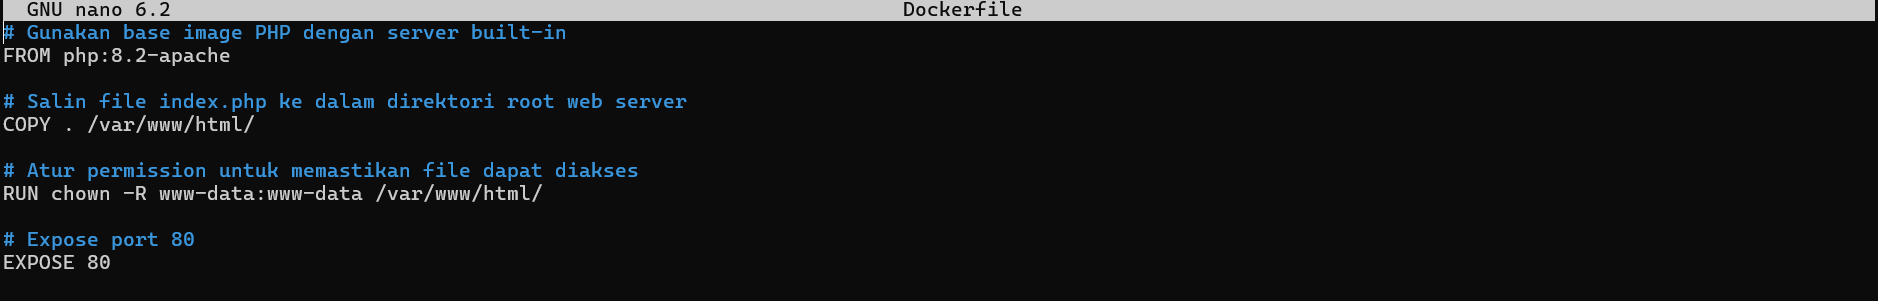 GNU nano 6.2 Dockerfile
# Gunakan base image PHP dengan server built-in
FROM php:8.2-apache
# Salin file index.php ke dalam direktori root web server
COPY . /var/www/html/
# Atur permission untuk memastikan file dapat diakses
RUN chown -R www-data:www-data /var/www/html/
# Expose port 80
EXPOSE 80